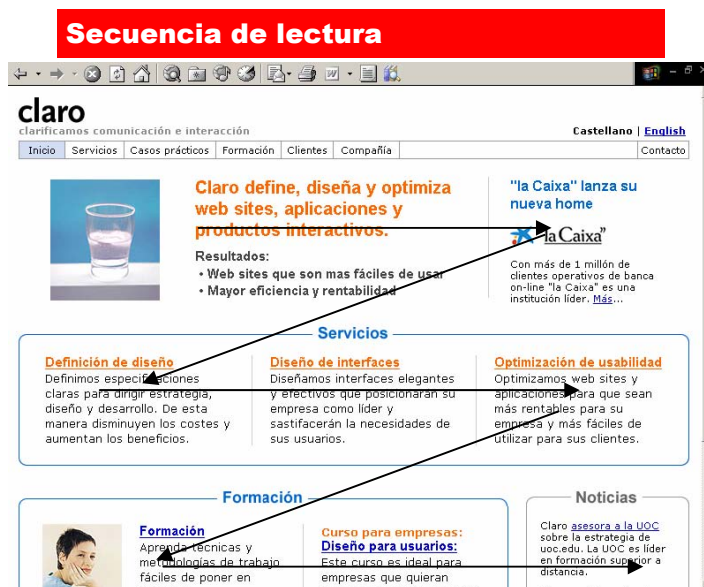 Secuencia de lectura
claro
clarificamos comunicación e interacción
Castellano | English
Inicio Servicios Casos prácticos Formación Clientes Compañía Contacto
Claro define, diseña y optimiza
web sites, aplicaciones y
productos interactivos.
Resultados:
• Web sites que son mas fáciles de usar
• Mayor eficiencia y rentabilidad
"la Caixa" lanza su
nueva home
"la Caixa"
Con más de 1 millón de
clientes operativos de banca
on-line "la Caixa" es una
institución líder. Más...
Servicios
Definición de diseño
Definimos especificaciones
claras para dirigir estrategia,
diseño y desarrollo. De esta
manera disminuyen los costes y
aumentan los beneficios.
Diseño de interfaces
Diseñamos interfaces elegantes
y efectivos que posicionarán su
empresa como líder y
sastifacerán la necesidades de
sus usuarios.
Optimización de usabilidad
Optimizamos web sites y
aplicaciones para que sean
más rentables para su
empresa y más fáciles de
utilizar para sus clientes.
Formación
Formación
Aprenda técnicas y
metodologías de trabajo
fáciles de poner en
Curso para empresas:
Diseño para usuarios:
Este curso es ideal para
empresas que quieran
Noticias
Claro asesora a la UOC
sobre la estrategia de
uoc.edu. La UOC es líder
en formación superior a
distancia.